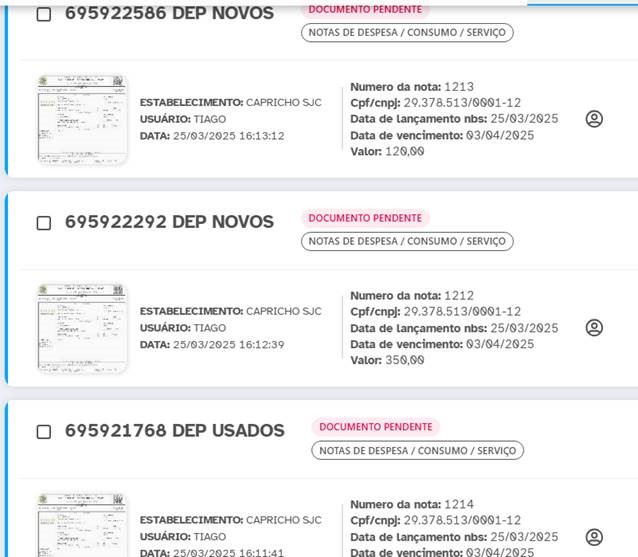 695922586 DEP NOVOS
DOCUMENTO PENDENTE
NOTAS DE DESPESA / CONSUMO / SERVIÇO
ESTABELECIMENTO: CAPRICHO SJC
USUÁRIO: TIAGO
DATA: 25/03/2025 16:13:12
Numero da nota: 1213
Cpf/cnpj: 29.378.513/0001-12
Data de lançamento nbs: 25/03/2025
Data de vencimento: 03/04/2025
Valor: 120,00
695922292 DEP NOVOS
DOCUMENTO PENDENTE
NOTAS DE DESPESA / CONSUMO / SERVIÇO
ESTABELECIMENTO: CAPRICHO SJC
USUÁRIO: TIAGO
DATA: 25/03/2025 16:12:39
Numero da nota: 1212
Cpf/cnpj: 29.378.513/0001-12
Data de lançamento nbs: 25/03/2025
Data de vencimento: 03/04/2025
Valor: 350,00
695921768 DEP USADOS
DOCUMENTO PENDENTE
NOTAS DE DESPESA / CONSUMO / SERVIÇO
ESTABELECIMENTO: CAPRICHO SJC
USUÁRIO: TIAGO
DATA: 25/03/2025 16:11:41
Numero da nota: 1214
Cpf/cnpj: 29.378.513/0001-12
Data de lançamento nbs: 25/03/2025
Data de vencimento: 03/04/2025